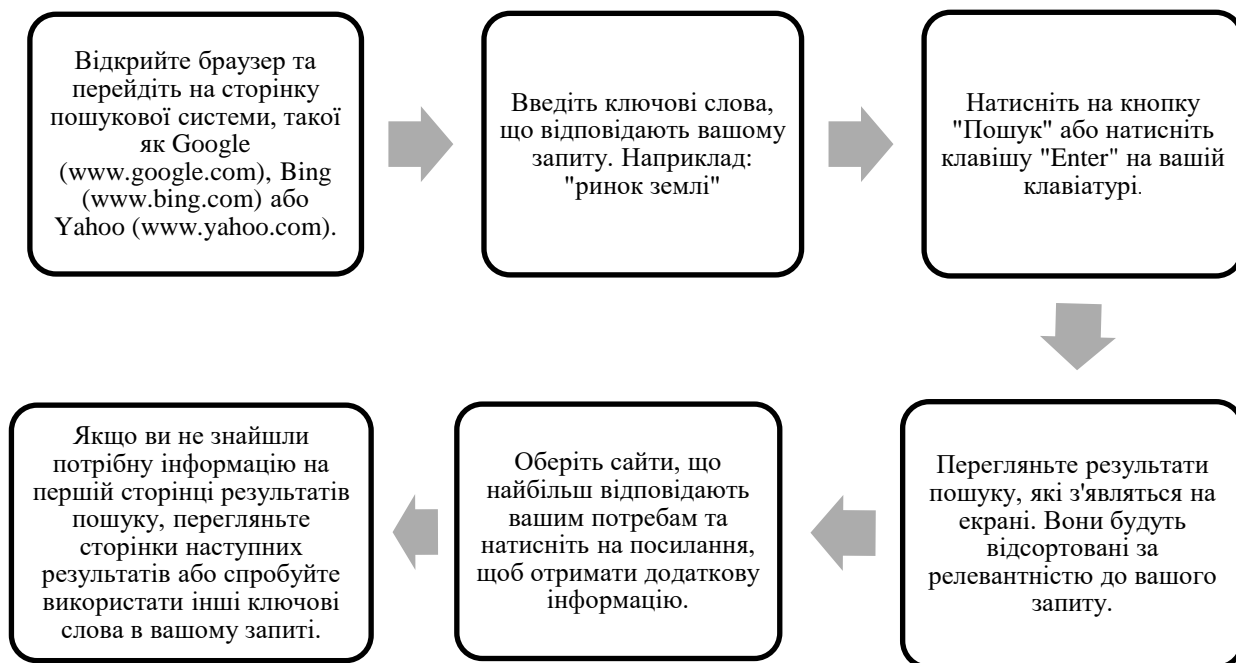 Відкрийте браузер та
перейдіть на сторінку
пошукової системи, такої
як Google
(www.google.com), Bing
(www.bing.com) або
Yahoo (www.yahoo.com).
Введіть ключові слова,
що відповідають вашому
запиту. Наприклад:
"ринок землі"
Натисніть на кнопку
"Пошук" або натисніть
клавішу "Enter" на вашій
клавіатурі.
Перегляньте результати
пошуку, які з'являться на
екрані. Вони будуть
відсортовані за
релевантністю до вашого
запиту.
Оберіть сайти, що
найбільш відповідають
вашим потребам та
натисніть на посилання,
щоб отримати додаткову
інформацію.
Якщо ви не знайшли
потрібну інформацію на
першій сторінці результатів
пошуку, перегляньте
сторінки наступних
результатів або спробуйте
використати інші ключові
слова в вашому запиті.